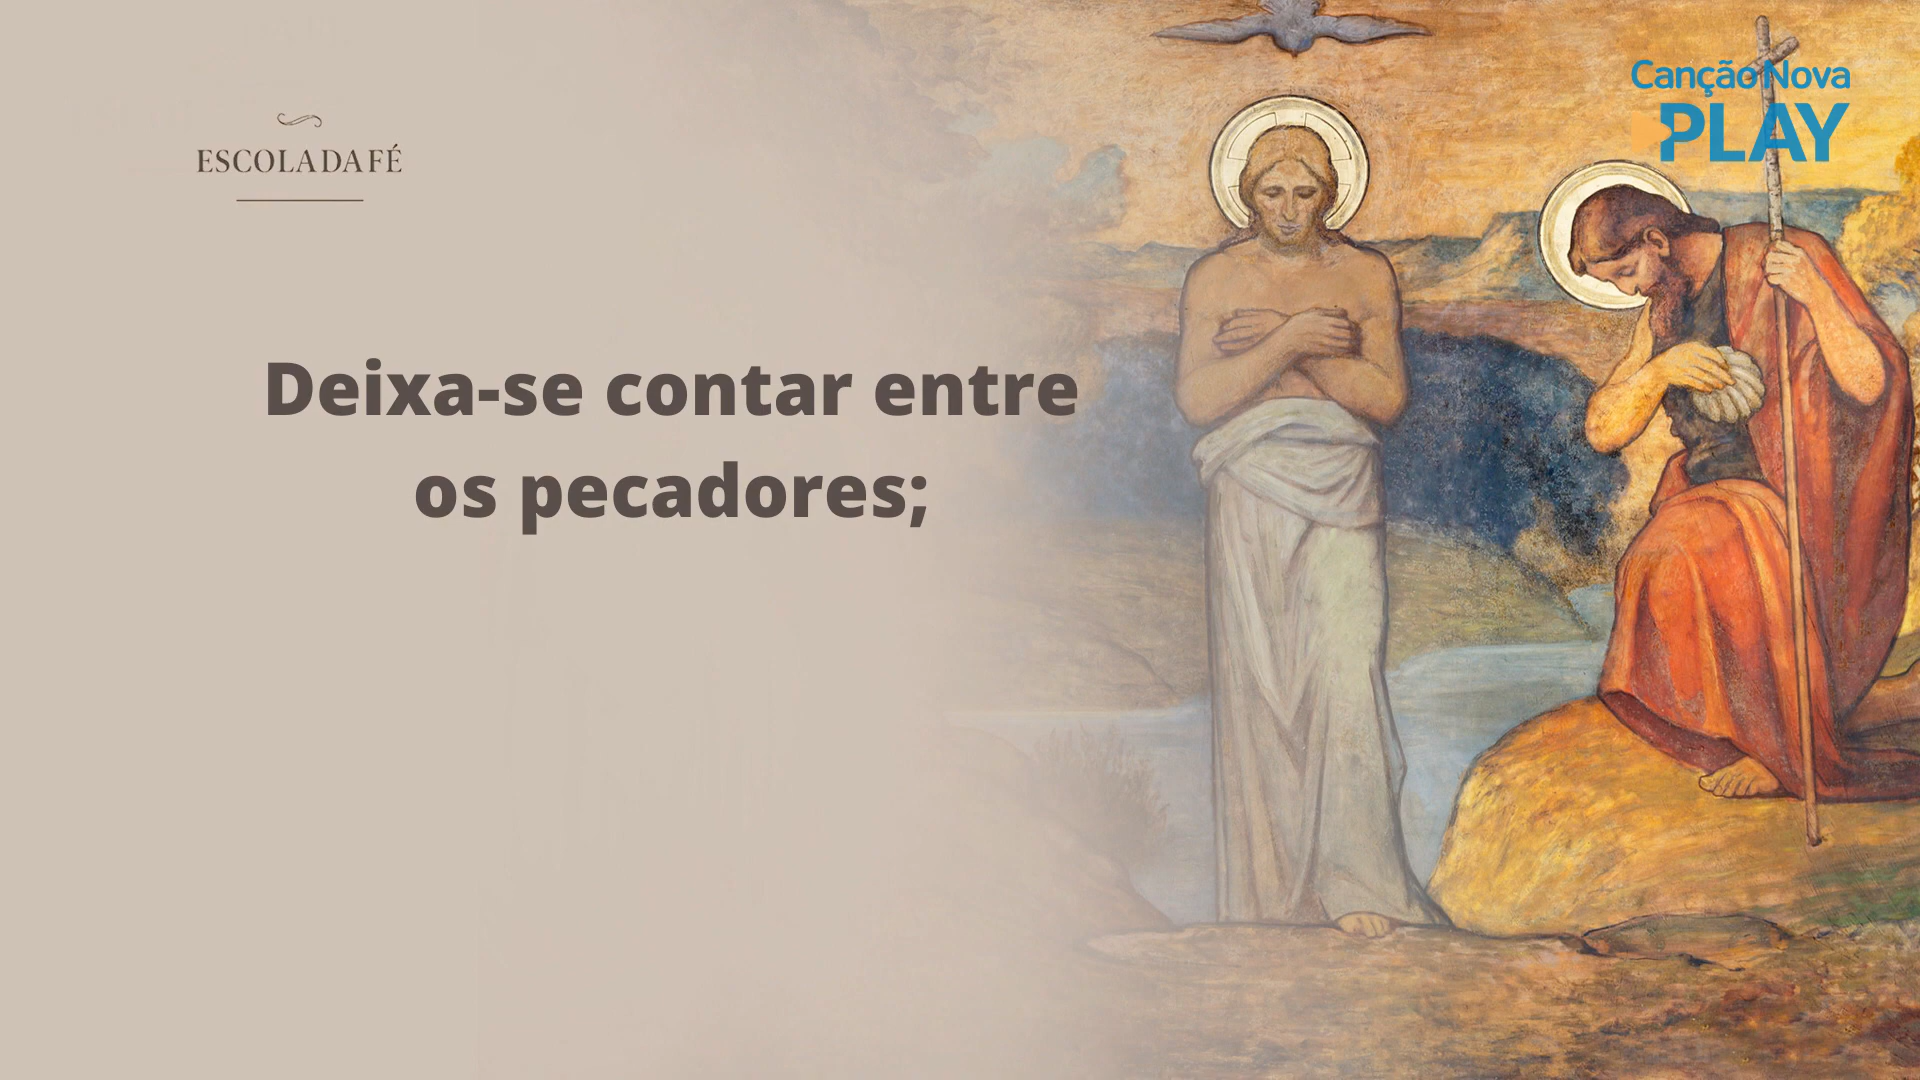 Canção Nova
PLAY
ESCOLADAFÉ
Deixa-se contar entre
os pecadores;